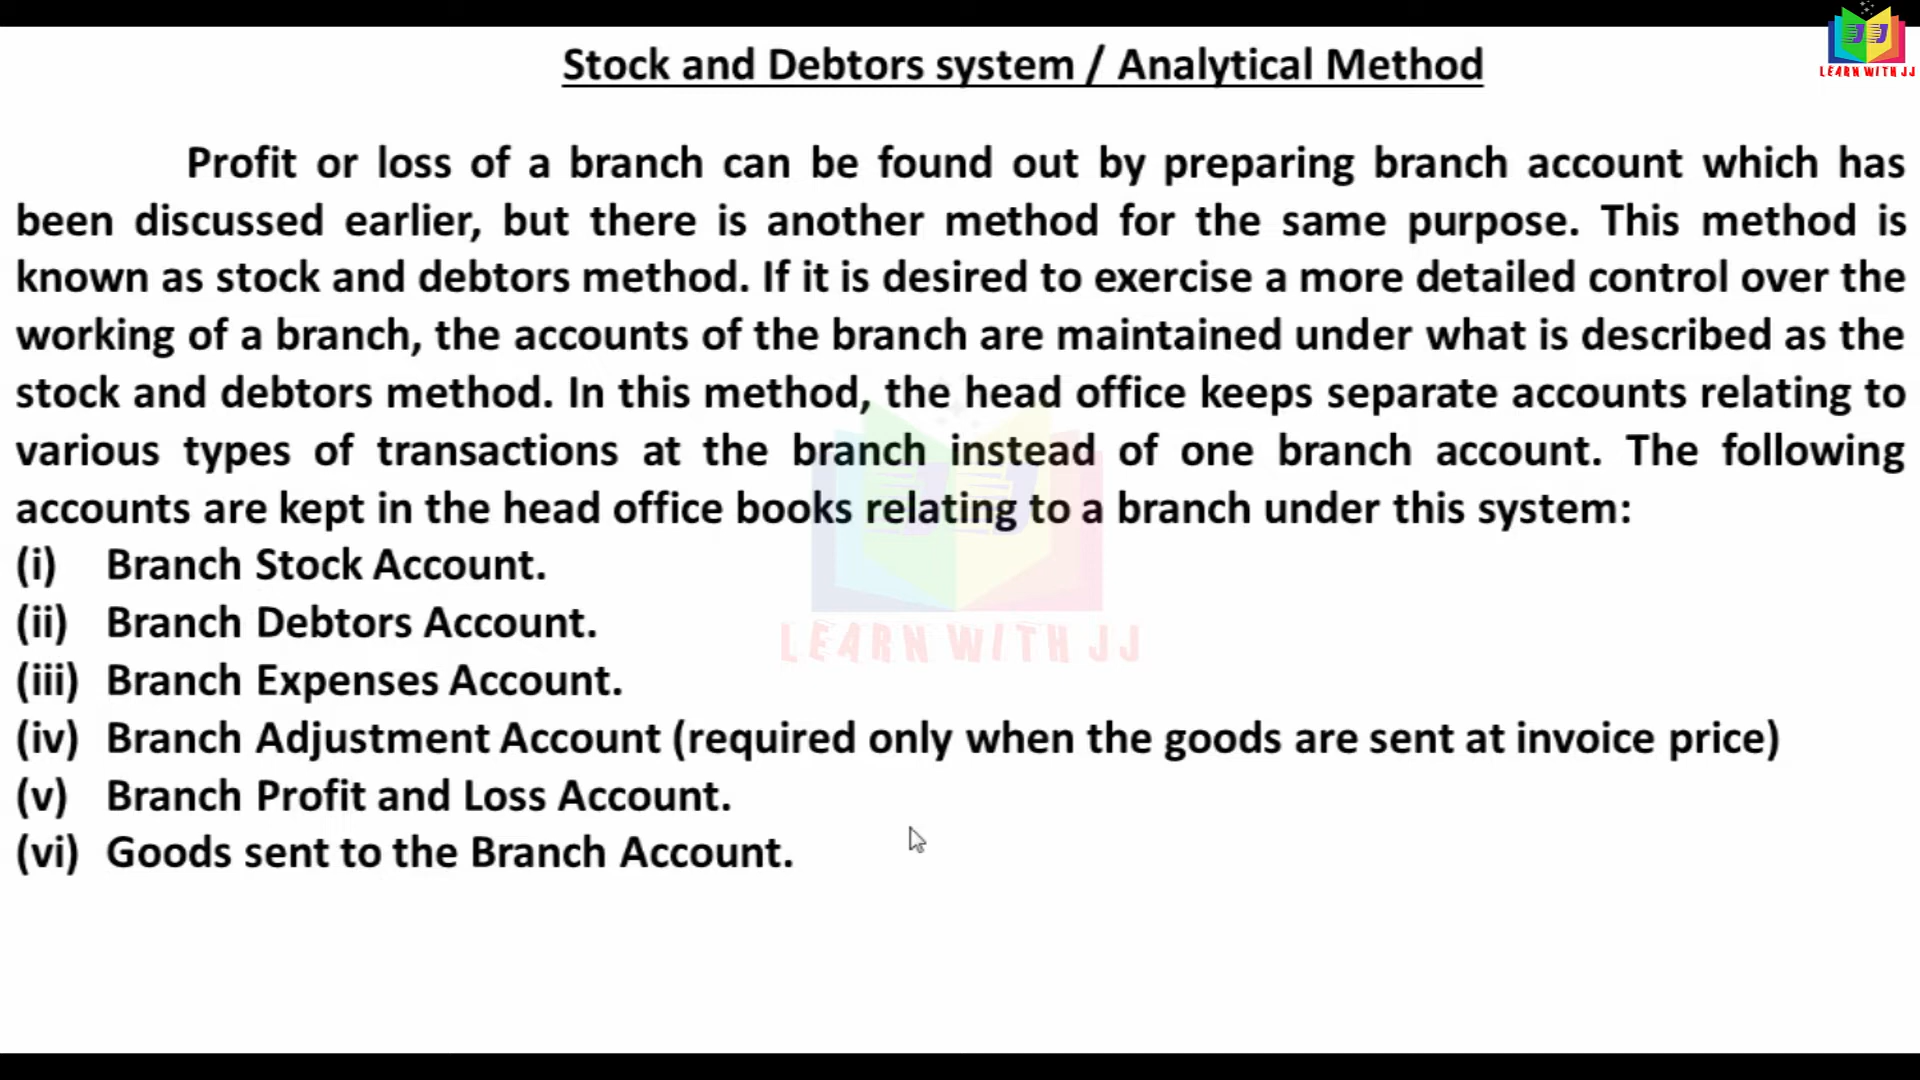 LEARN WITH JJ
Stock and Debtors system / Analytical Method
Profit or loss of a branch can be found out by preparing branch account which has
been discussed earlier, but there is another method for the same purpose. This method is
known as stock and debtors method. If it is desired to exercise a more detailed control over the
working of a branch, the accounts of the branch are maintained under what is described as the
stock and debtors method. In this method, the head office keeps separate accounts relating to
various types of transactions at the branch instead of one branch account. The following
accounts are kept in the head office books relating to a branch under this system:
(i) Branch Stock Account.
(ii) Branch Debtors Account.
LEARN WITH JJ
(iii) Branch Expenses Account.
(iv) Branch Adjustment Account (required only when the goods are sent at invoice price)
(v) Branch Profit and Loss Account.
(vi) Goods sent to the Branch Account.